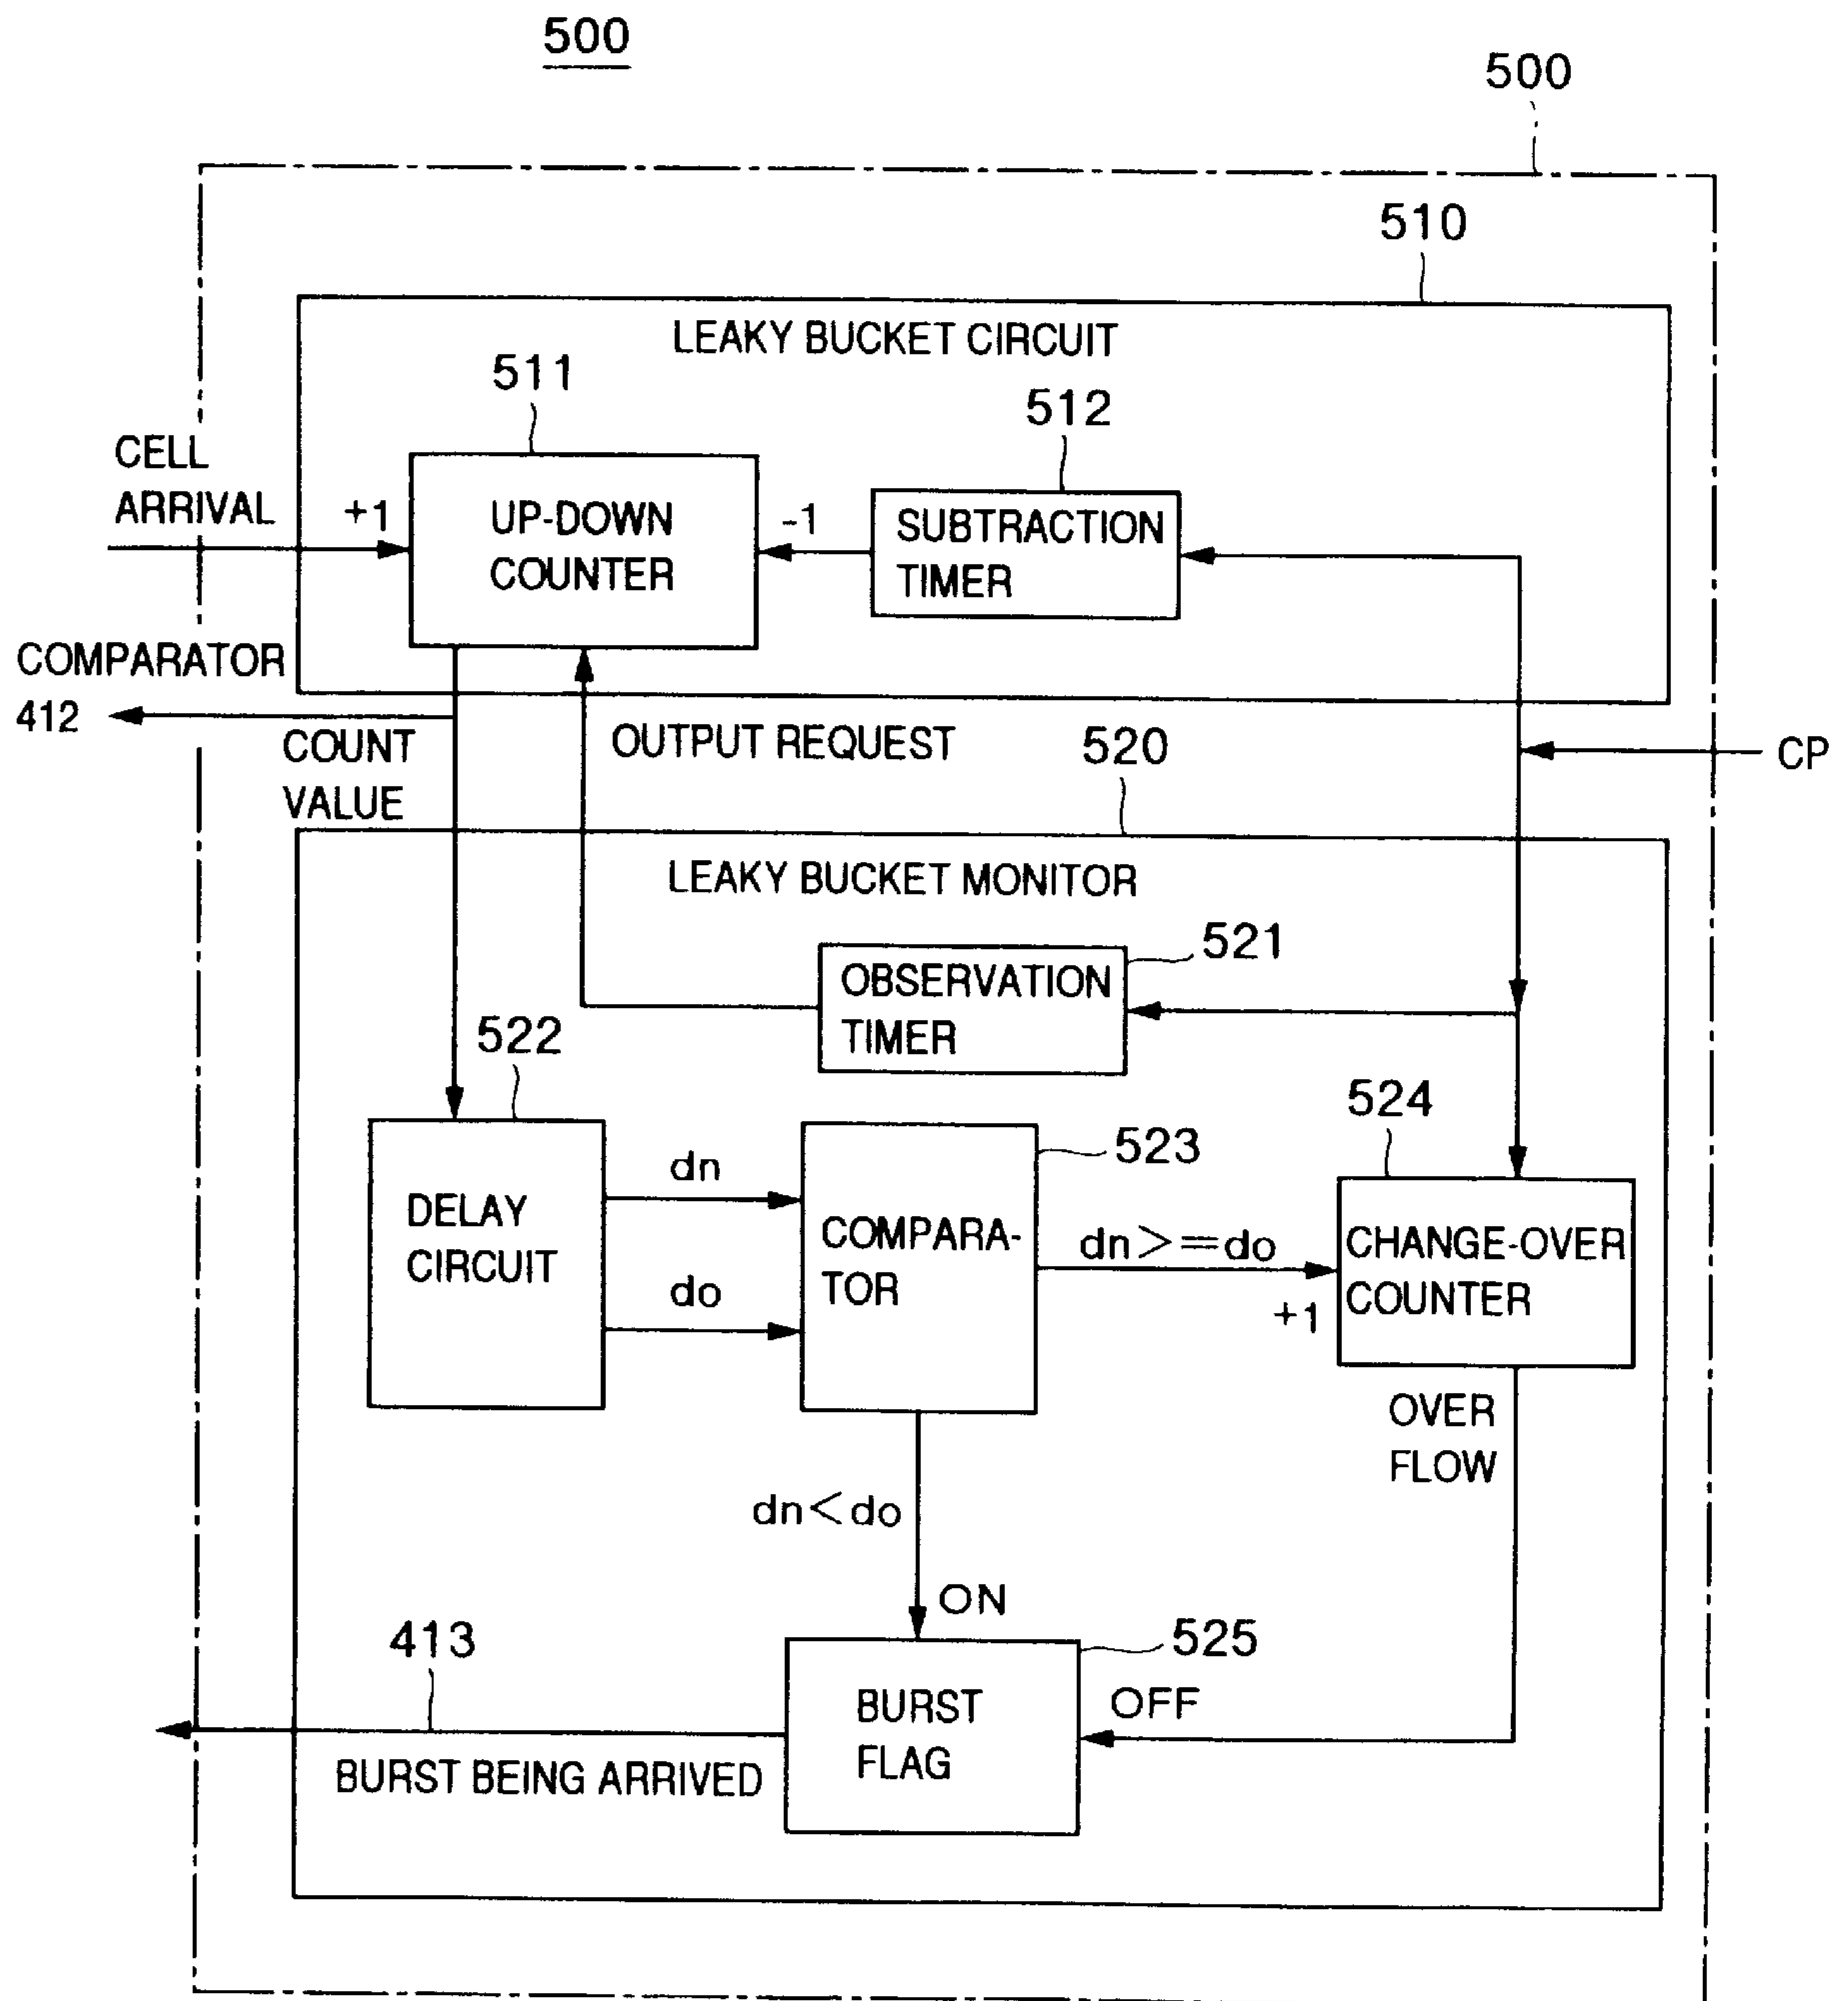 500
500
510
LEAKY BUCKET CIRCUIT
511
512
CELL
ARRIVAL
+1
UP-DOWN
COUNTER
-1
SUBTRACTION
TIMER
COMPARATOR
412
COUNT
VALUE
OUTPUT REQUEST
520
CP
LEAKY BUCKET MONITOR
521
OBSERVATION
TIMER
522
524
523
DELAY
CIRCUIT
dn
do
COMPARA-
TOR
dn>=do
+1
CHANGE-OVER
COUNTER
OVER
FLOW
dn<do
ON
413
525
BURST
FLAG
OFF
BURST BEING ARRIVED